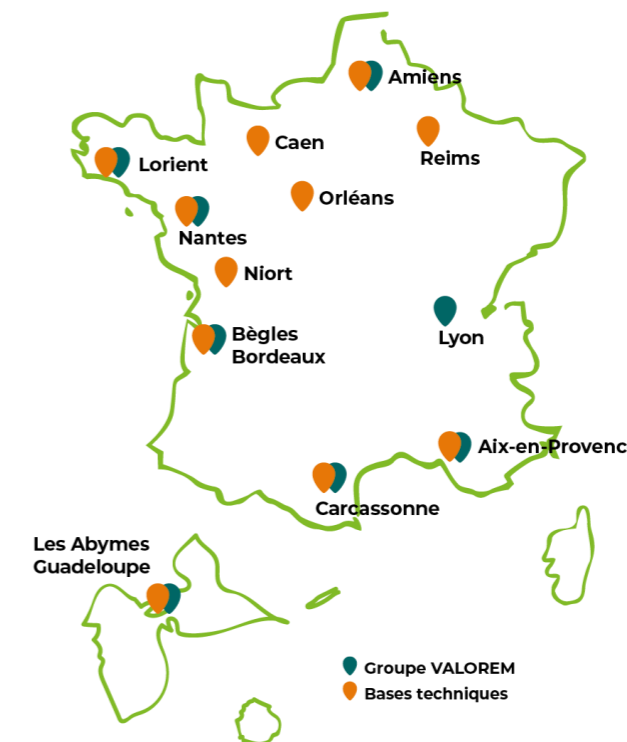 Amiens
Caen
Reims
Lorient
Orléans
Nantes
Niort
Bègles
Bordeaux
Lyon
Aix-en-Provenc
Carcassonne
Les Abymes
Guadeloupe
Groupe VALOREM
Bases techniques